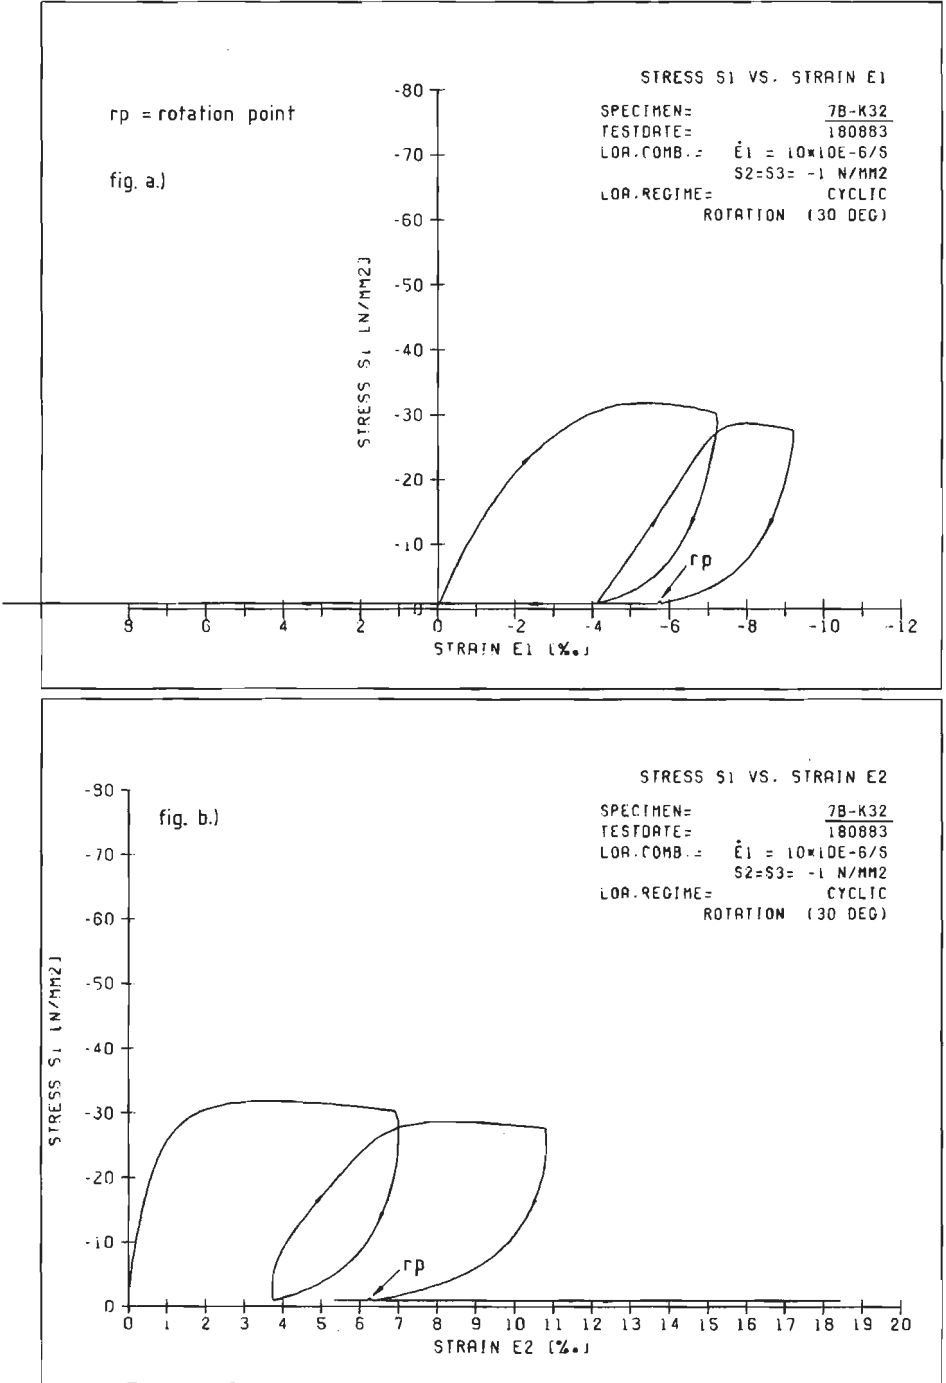 STRESS S1 VS. STRAIN E1
rp = rotation point
fig. a.)
SPECIMEN= 7B-K32
TESTDATE= 180883
LOA.COMB.= Ė1 = 10*10E-6/S
S2=S3= -1 N/MM2
LOA.REGIME= CYCLIC
ROTATION (30 DEG)
STRESS S1 [N/MM2]
-80
-70
-60
-50
-40
-30
-20
-10
0
rp
8 6 4 2 0 -2 -4 -6 -8 -10 -12
STRAIN E1 [‰]
STRESS S1 VS. STRAIN E2
fig. b.)
SPECIMEN= 7B-K32
TESTDATE= 180883
LOA.COMB.= Ė1 = 10*10E-6/S
S2=S3= -1 N/MM2
LOA.REGIME= CYCLIC
ROTATION (30 DEG)
STRESS S1 [N/MM2]
-80
-70
-60
-50
-40
-30
-20
-10
0
rp
0 1 2 3 4 5 6 7 8 9 10 11 12 13 14 15 16 17 18 19 20
STRAIN E2 [‰]